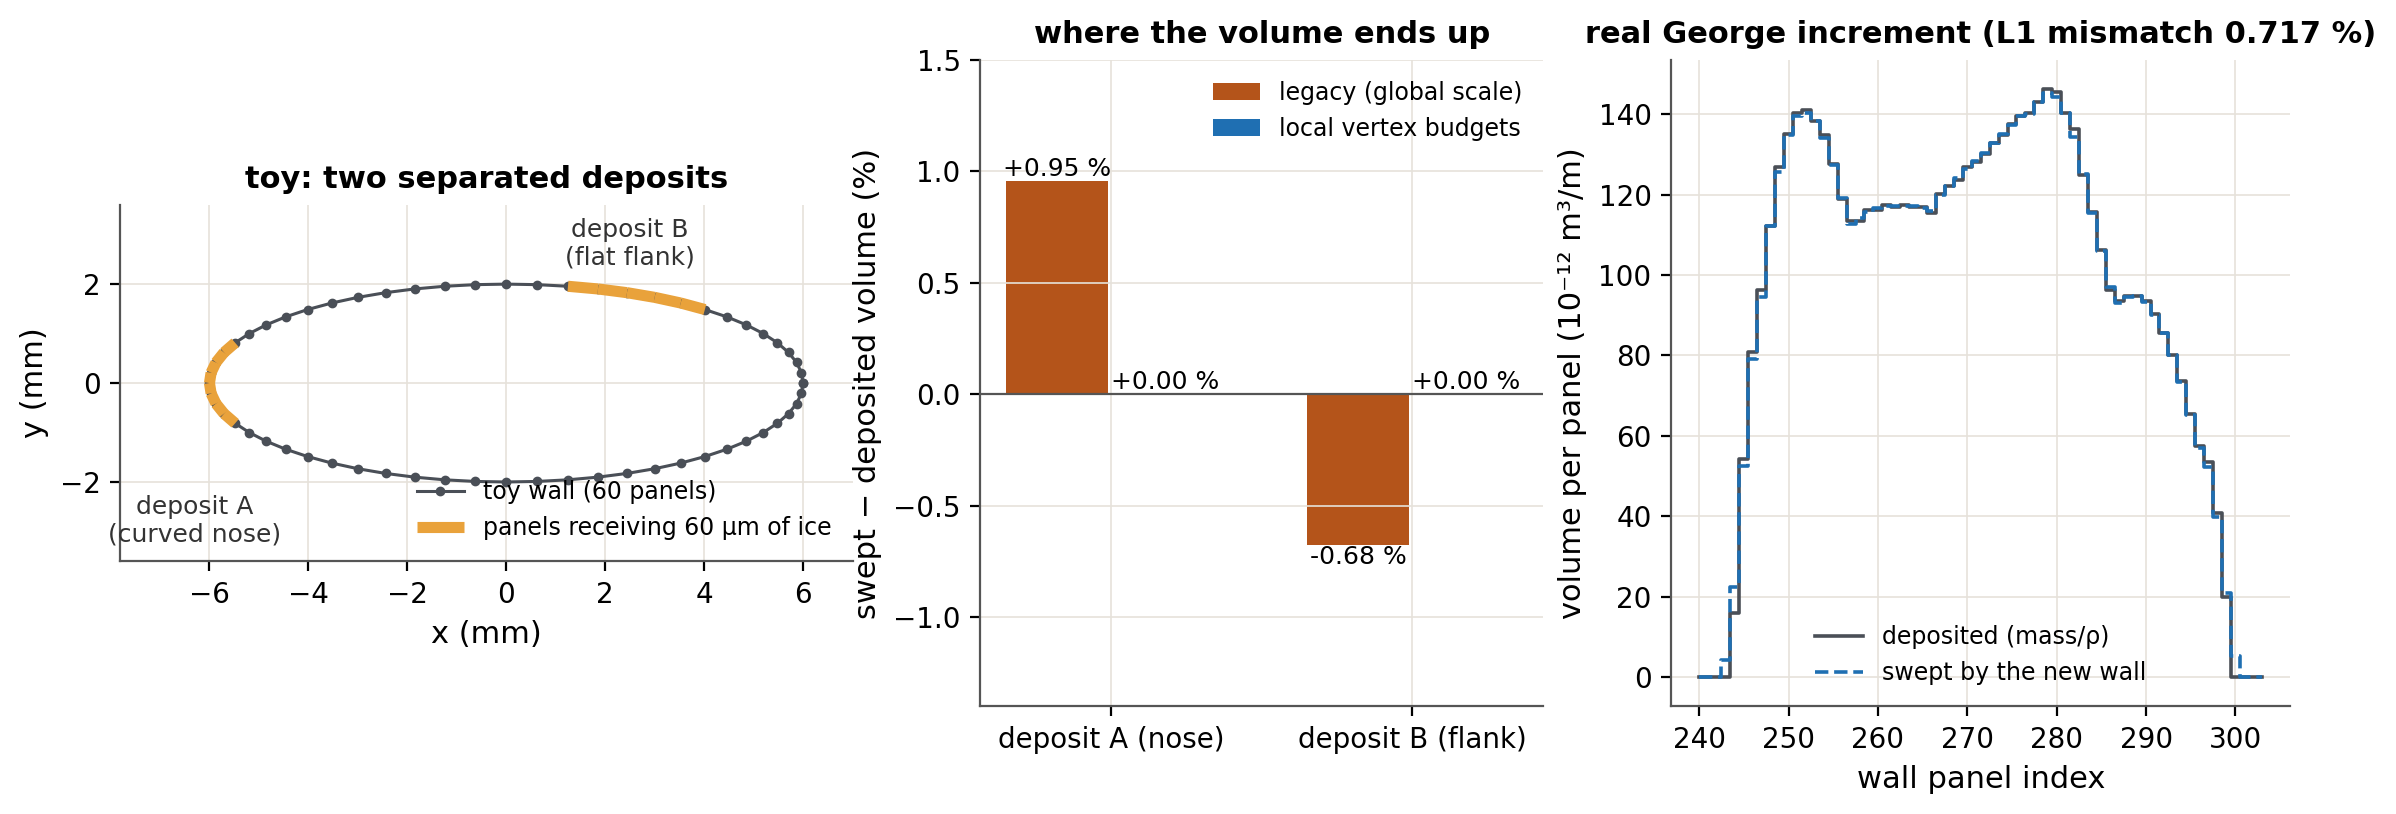 toy: two separated deposits
deposit B
(flat flank)
y (mm)
2
0
−2
deposit A
(curved nose)
toy wall (60 panels)
panels receiving 60 µm of ice
−6
−4
−2
0
2
4
6
x (mm)
where the volume ends up
swept − deposited volume (%)
1.5
1.0
0.5
0.0
−0.5
−1.0
legacy (global scale)
local vertex budgets
+0.95 %
+0.00 %
+0.00 %
-0.68 %
deposit A (nose)
deposit B (flank)
real George increment (L1 mismatch 0.717 %)
volume per panel (10⁻¹² m³/m)
140
120
100
80
60
40
20
0
deposited (mass/ρ)
swept by the new wall
240
250
260
270
280
290
300
wall panel index